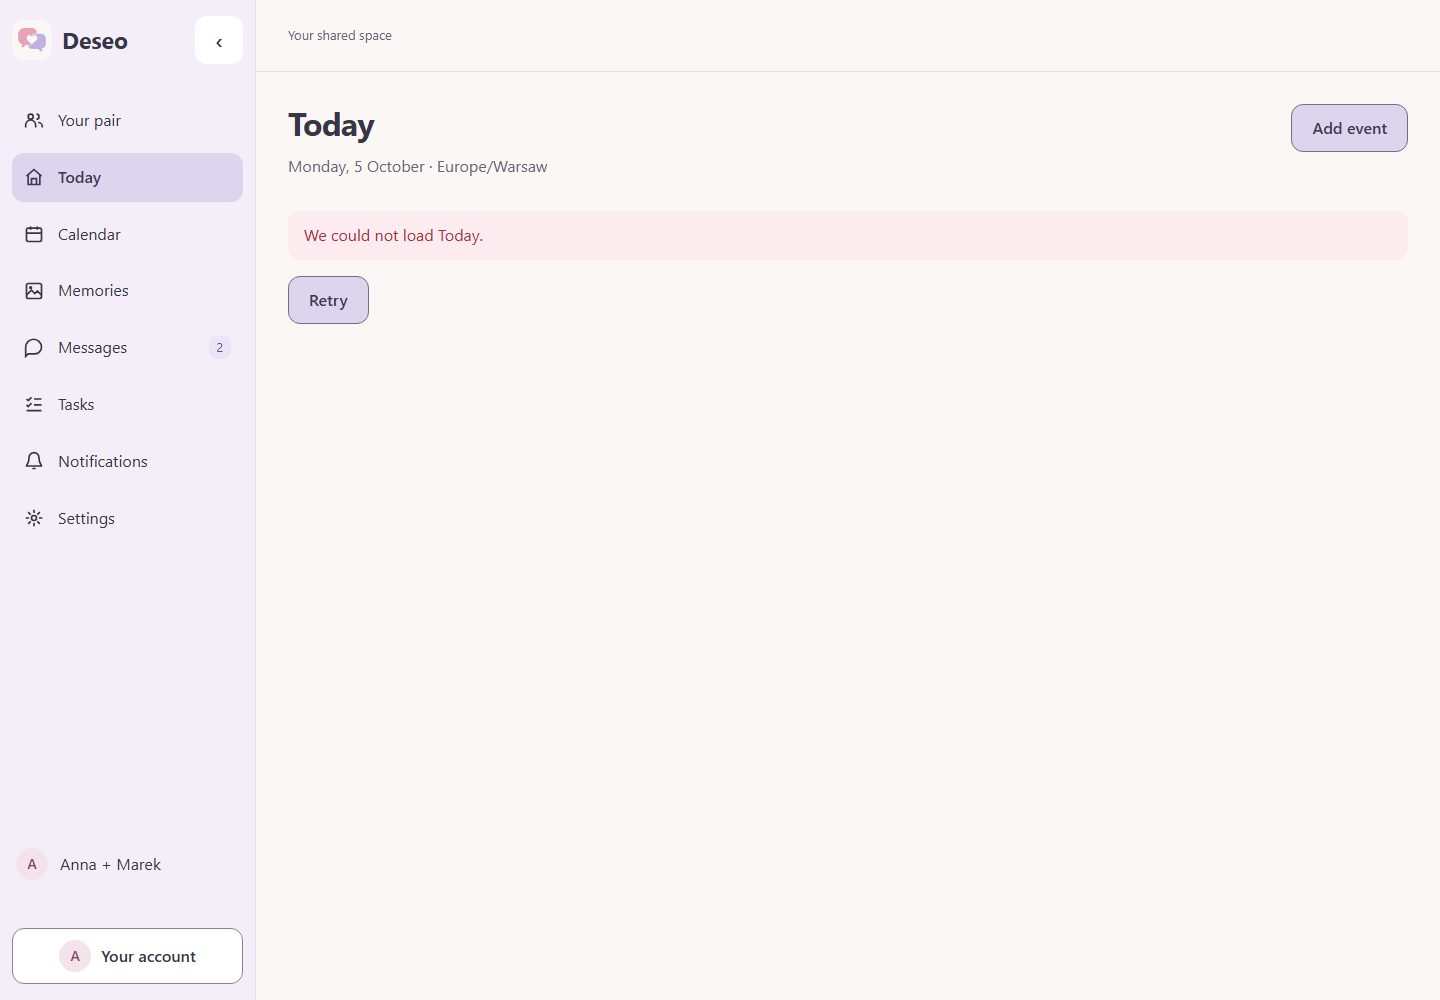 Deseo
‹
Your pair
Today
Calendar
Memories
Messages 2
Tasks
Notifications
Settings
A Anna + Marek
A Your account
Your shared space
Today
Add event
Monday, 5 October · Europe/Warsaw
We could not load Today.
Retry